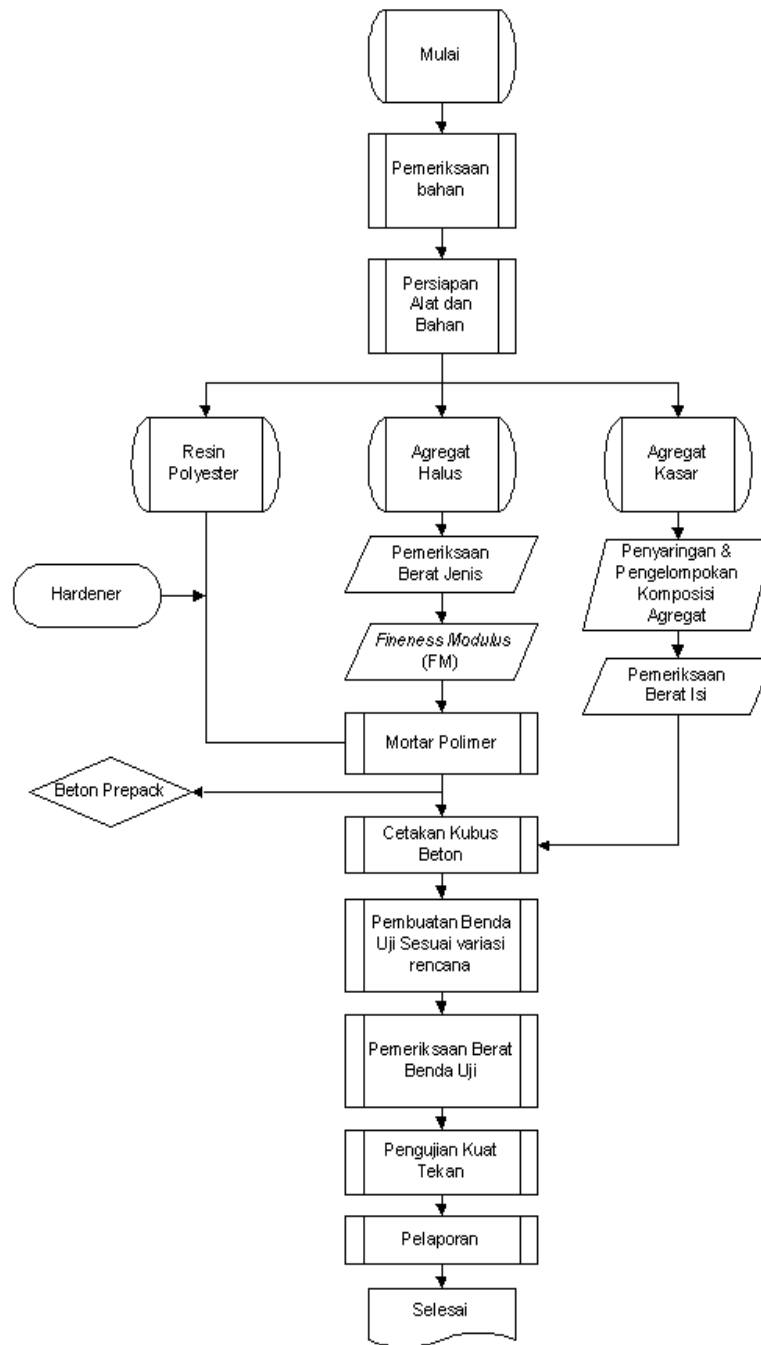 Mulai
Pemeriksaan
bahan
Persiapan
Alat dan
Bahan
Resin
Polyester
Agregat
Halus
Agregat
Kasar
Hardener
Pemeriksaan
Berat Jenis
Penyaringan &
Pengelompokan
Komposisi
Agregat
Fineness Modulus
(FM)
Pemeriksaan
Berat Isi
Mortar Polimer
Beton Prepack
Cetakan Kubus
Beton
Pembuatan Benda
Uji Sesuai variasi
rencana
Pemeriksaan Berat
Benda Uji
Pengujian Kuat
Tekan
Pelaporan
Selesai